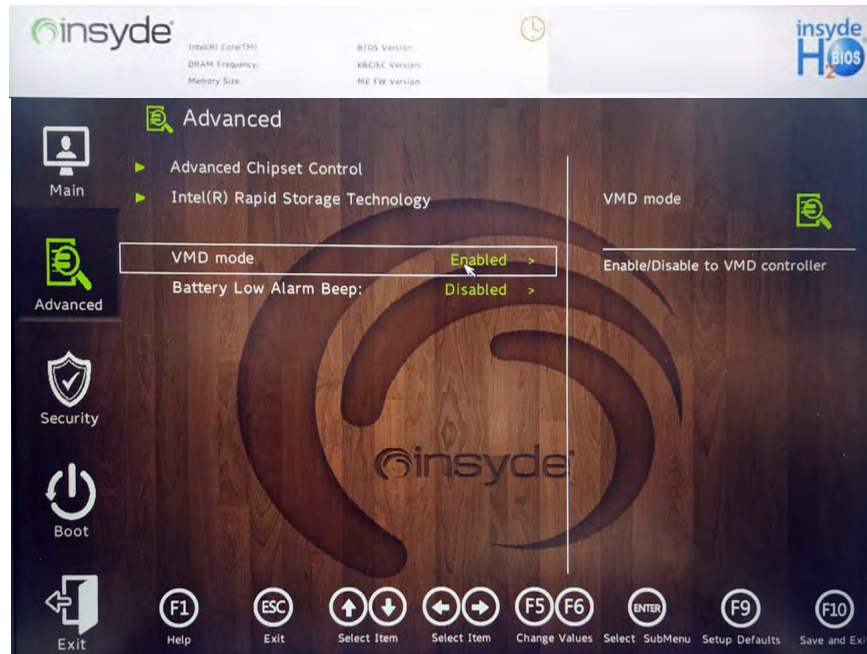 insyde
Intel(R) Core(TM)
DRAM Frequency:
Memory Size:
BIOS Version:
KBC/EC Version:
ME FW Version:
insyde
H2O BIOS
Advanced
Main
Advanced
Security
Boot
Exit
Advanced Chipset Control
Intel(R) Rapid Storage Technology
VMD mode Enabled >
Battery Low Alarm Beep: Disabled >
VMD mode
Enable/Disable to VMD controller
insyde
F1
Help
ESC
Exit
Select Item
Select Item
F5 F6
Change Values
ENTER
Select SubMenu
F9
Setup Defaults
F10
Save and Exi